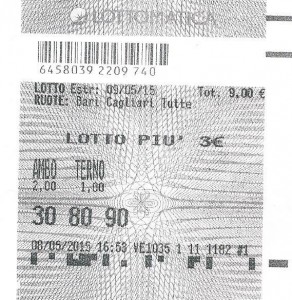 LOTTOMATICA
6458039 2209 740
LOTTO Estr: 09/05/15 Tot. 9,00 €
RUOTE: Bari Cagliari Tutte
LOTTO PIU' 3€
AMBO TERNO
2,00 1,00
30 80 90
08/05/2015 16:53 VE1935 1 11 1182 #1